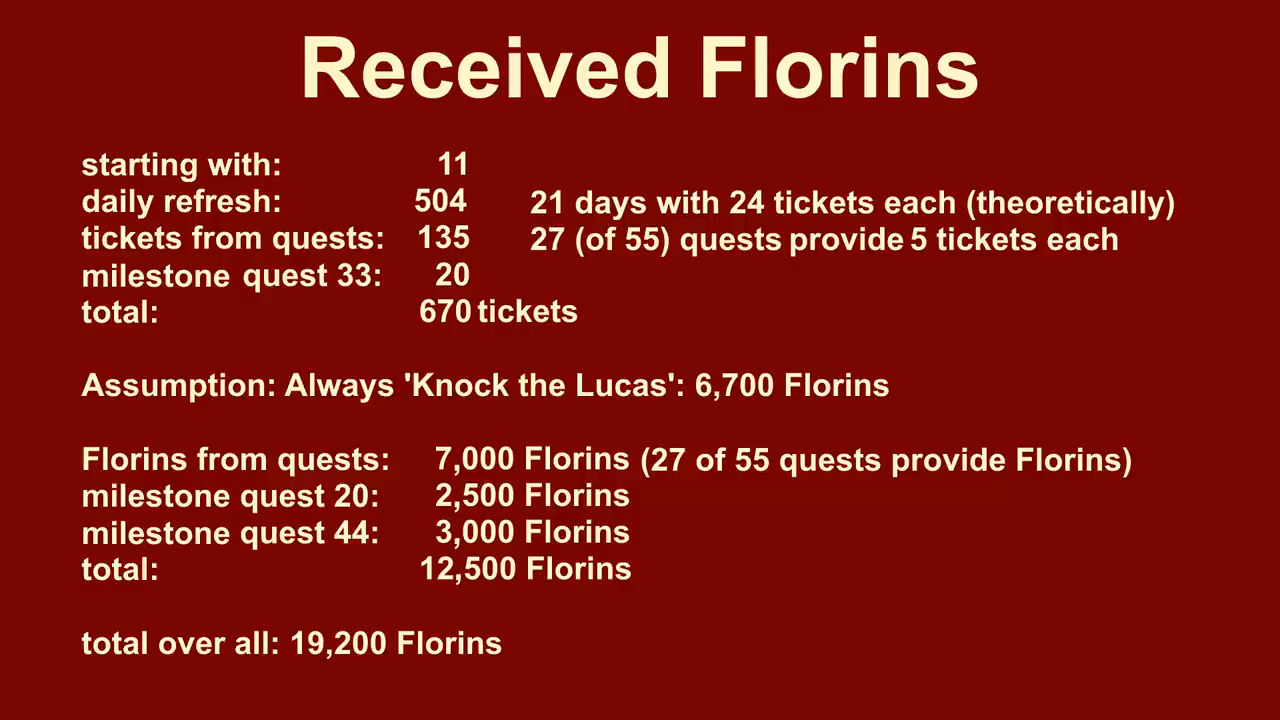 Received Florins
starting with: 11
daily refresh: 504 21 days with 24 tickets each (theoretically)
tickets from quests: 135 27 (of 55) quests provide 5 tickets each
milestone quest 33: 20
total: 670 tickets
Assumption: Always 'Knock the Lucas': 6,700 Florins
Florins from quests: 7,000 Florins (27 of 55 quests provide Florins)
milestone quest 20: 2,500 Florins
milestone quest 44: 3,000 Florins
total: 12,500 Florins
total over all: 19,200 Florins